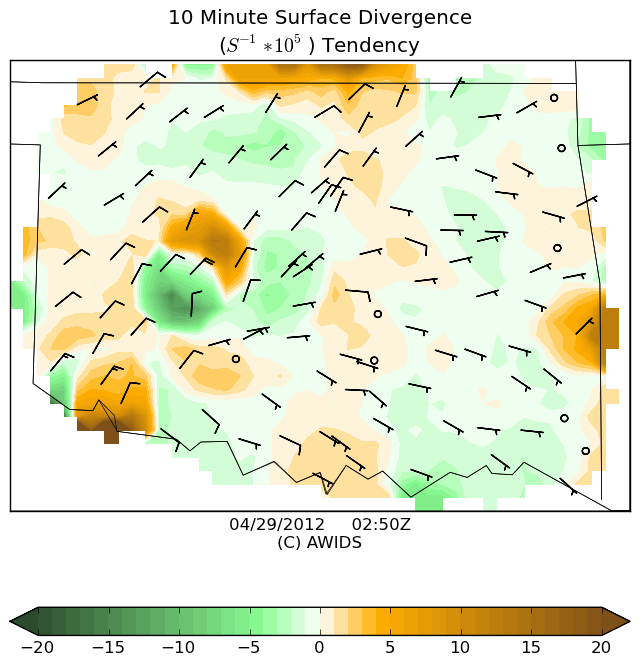 10 Minute Surface Divergence
(S⁻¹ *10⁵ ) Tendency
04/29/2012 02:50Z
(C) AWIDS
−20 −15 −10 −5 0 5 10 15 20